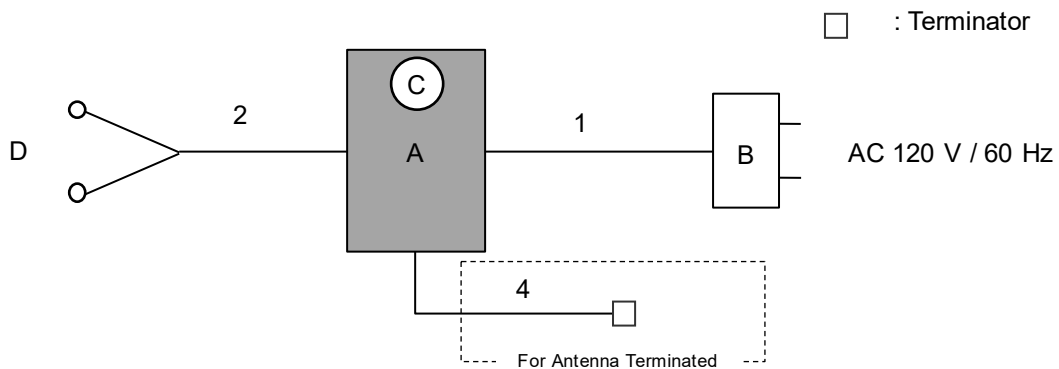 : Terminator
C
2
1
D
A
B
AC 120 V / 60 Hz
4
For Antenna Terminated